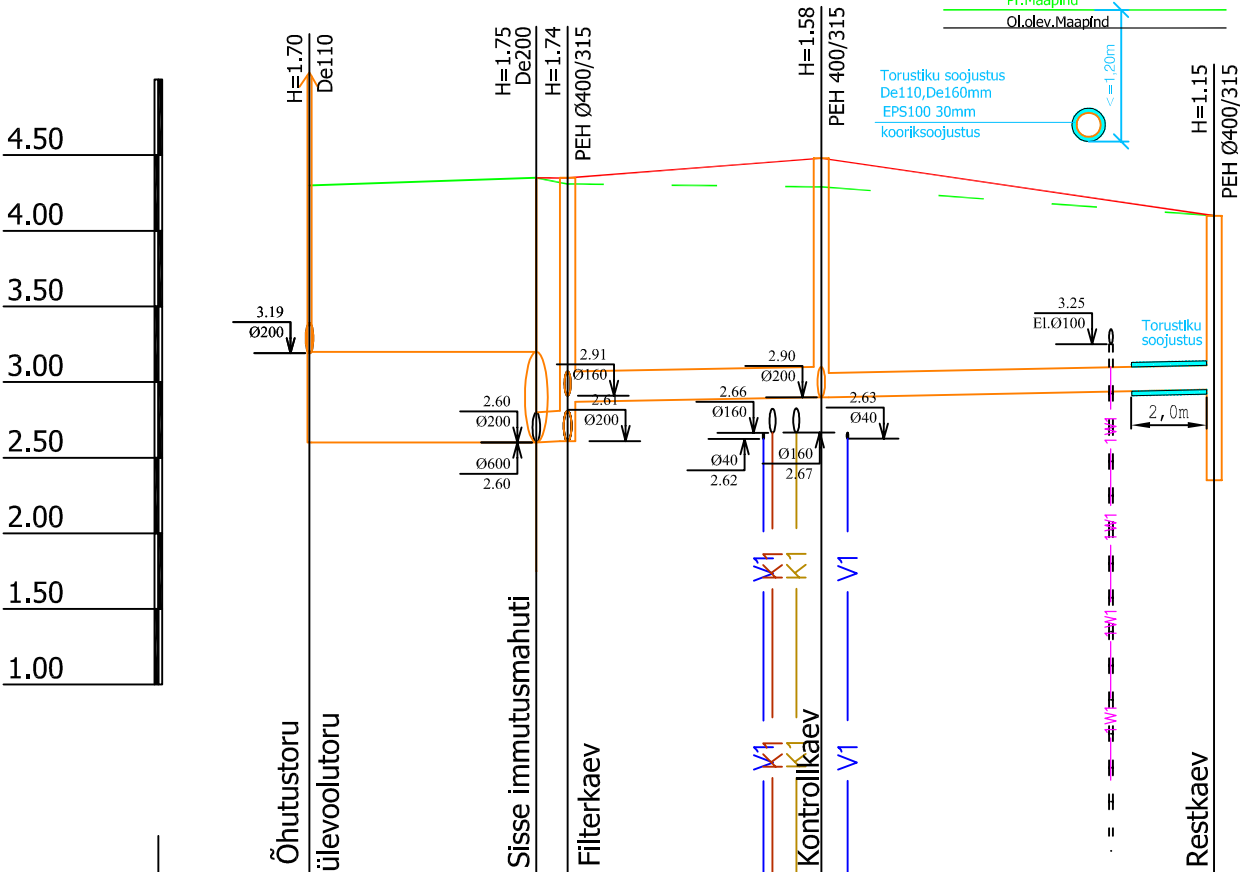 Pr.Maapind
Ol.olev.Maapind
<=1,20m
Torustiku soojustus
De110,De160mm
EPS100 30mm
kooriksoojustus
H=1.70
De110
H=1.75
De200
H=1.74
PEH Ø400/315
H=1.58
PEH 400/315
H=1.15
PEH Ø400/315
4.50
4.00
3.50
3.00
2.50
2.00
1.50
1.00
3.19
Ø200
2.91
Ø160
2.60
Ø200
2.61
Ø200
Ø600
2.60
2.90
Ø200
2.66
Ø160
2.63
Ø40
Ø40
2.62
Ø160
2.67
3.25
El.Ø100
Torustiku
soojustus
2,0m
V1
K1
K1
V1
V1
K1
K1
V1
1W1
1W1
1W1
1W1
Õhutustoru
ülevoolutoru
Sisse immutusmahuti
Filterkaev
Kontrollkaev
Restkaev